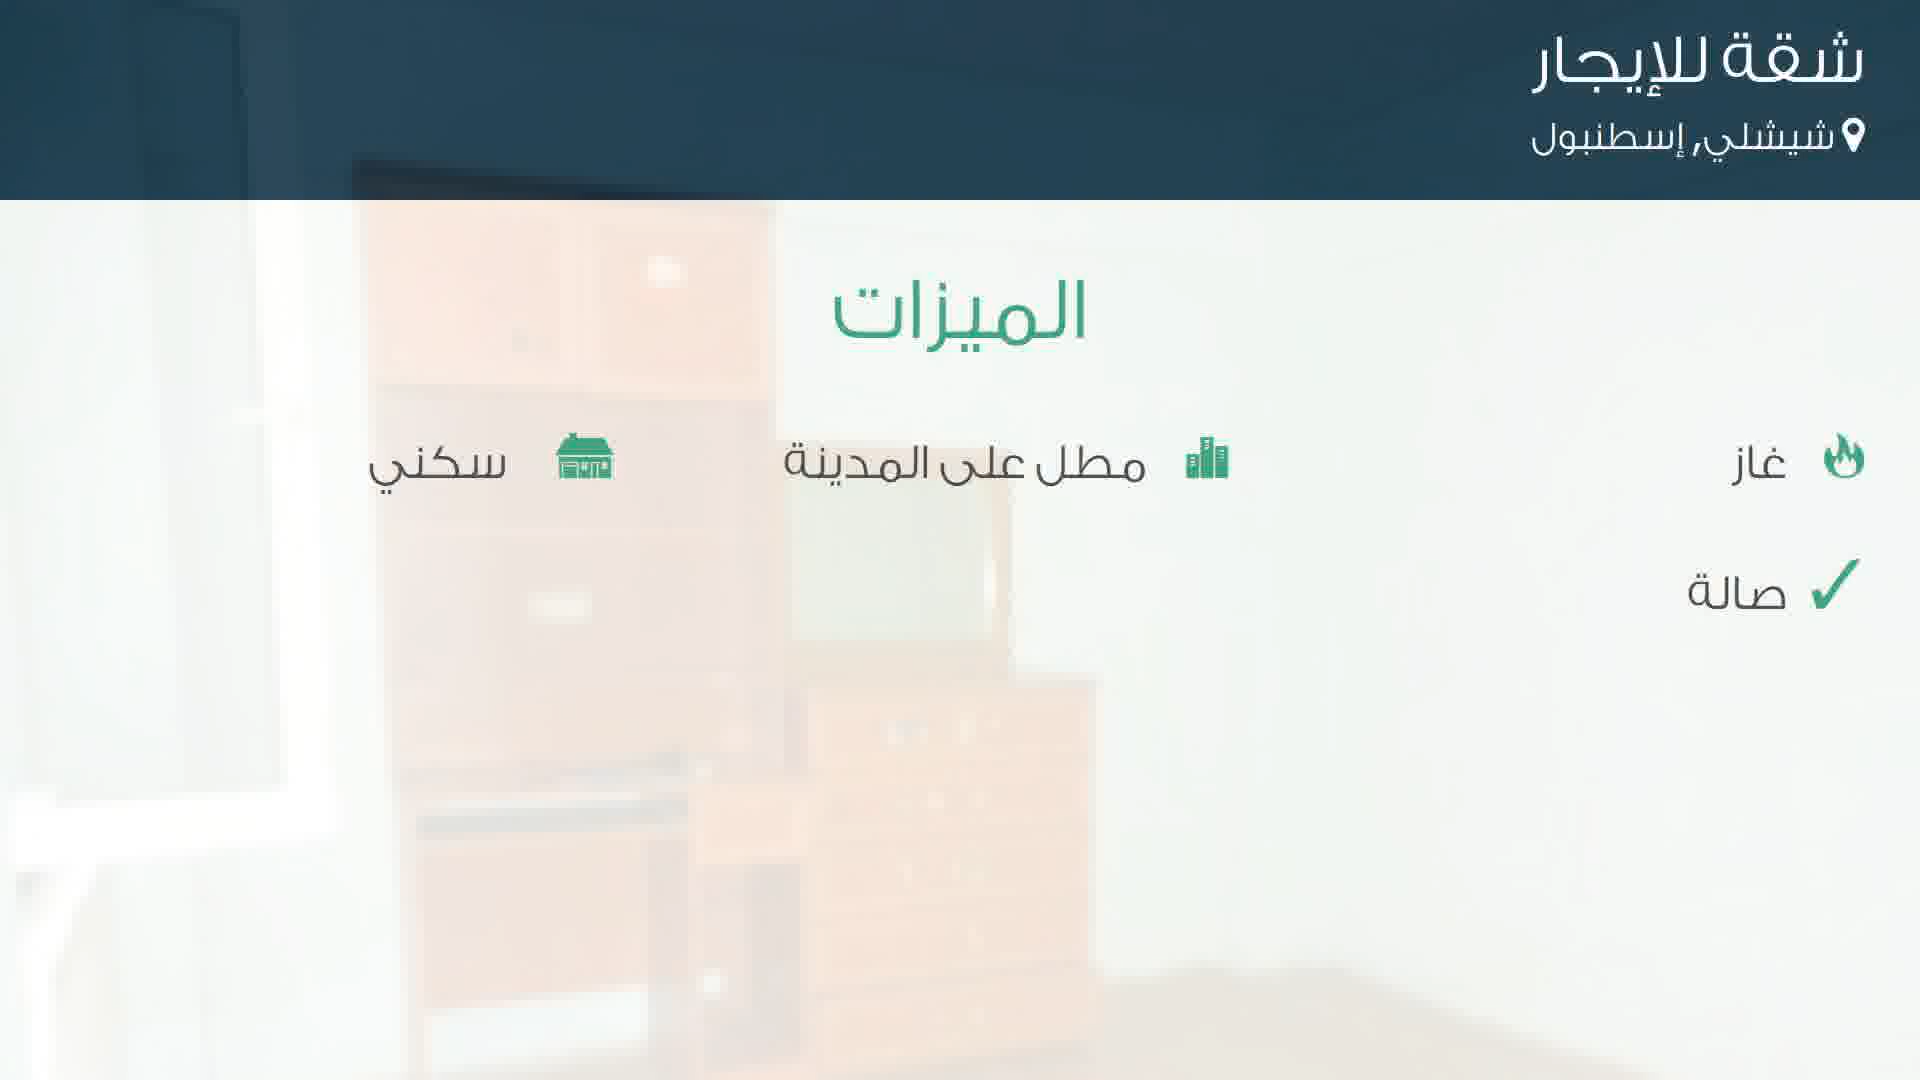 شقة للإيجار
شيشلي, إسطنبول
الميزات
غاز
مطل على المدينة
سكني
صالة